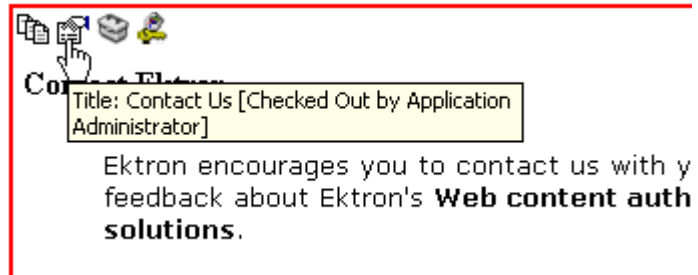 Title: Contact Us [Checked Out by Application
Administrator]
Ektron encourages you to contact us with y
feedback about Ektron's Web content auth
solutions.